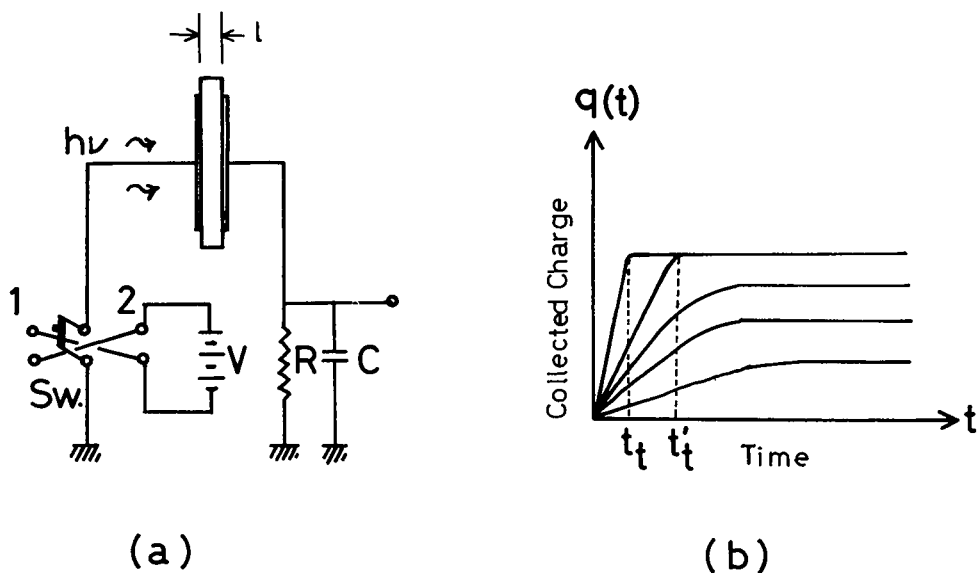 l
hν
1
2
V
R
C
Sw.
(a)
q(t)
Collected Charge
t_t
t'_t
t
Time
(b)